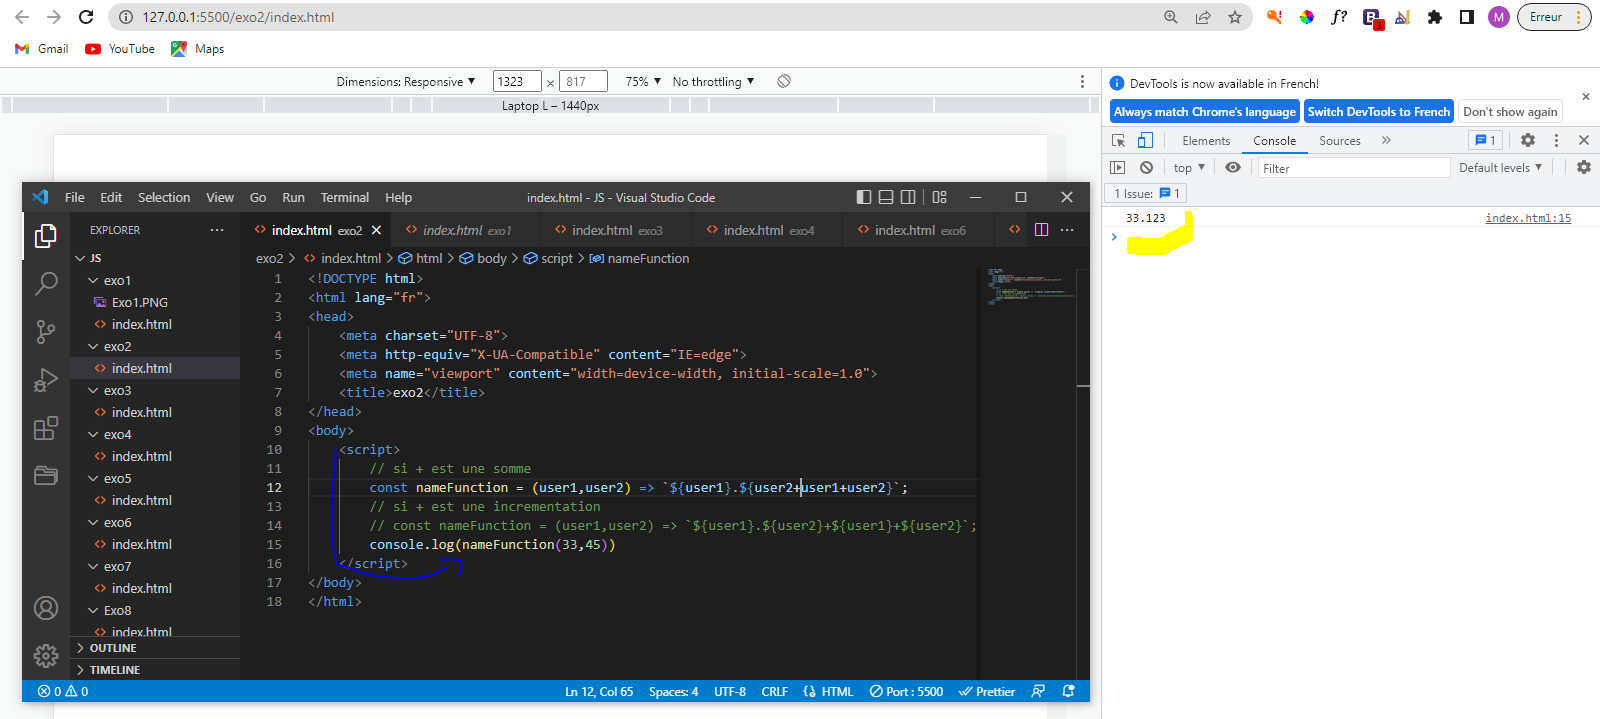 127.0.0.1:5500/exo2/index.html
f?
3
M
Erreur
Gmail
YouTube
Maps
Dimensions: Responsive ▼ 1323 × 817 75% ▼ No throttling ▼
Laptop L – 1440px
DevTools is now available in French!
Always match Chrome's language
Switch DevTools to French
Don't show again
Elements
Console
Sources
1
top ▼
Filter
Default levels ▼
1 Issue: 1
33.123
index.html:15
File Edit Selection View Go Run Terminal Help
index.html - JS - Visual Studio Code
EXPLORER
JS
exo1
Exo1.PNG
index.html
exo2
index.html
exo3
index.html
exo4
index.html
exo5
index.html
exo6
index.html
exo7
index.html
Exo8
index.html
OUTLINE
TIMELINE
index.html exo2
index.html exo1
index.html exo3
index.html exo4
index.html exo6
exo2 > index.html > html > body > script > nameFunction
1 <!DOCTYPE html>
2 <html lang="fr">
3 <head>
4 <meta charset="UTF-8">
5 <meta http-equiv="X-UA-Compatible" content="IE=edge">
6 <meta name="viewport" content="width=device-width, initial-scale=1.0">
7 <title>exo2</title>
8 </head>
9 <body>
10 <script>
11 // si + est une somme
12 const nameFunction = (user1,user2) => `${user1}.${user2+user1+user2}`;
13 // si + est une incrementation
14 // const nameFunction = (user1,user2) => `${user1}.${user2}+${user1}+${user2}`;
15 console.log(nameFunction(33,45))
16 </script>
17 </body>
18 </html>
0 0
Ln 12, Col 65 Spaces: 4 UTF-8 CRLF HTML Port : 5500 Prettier